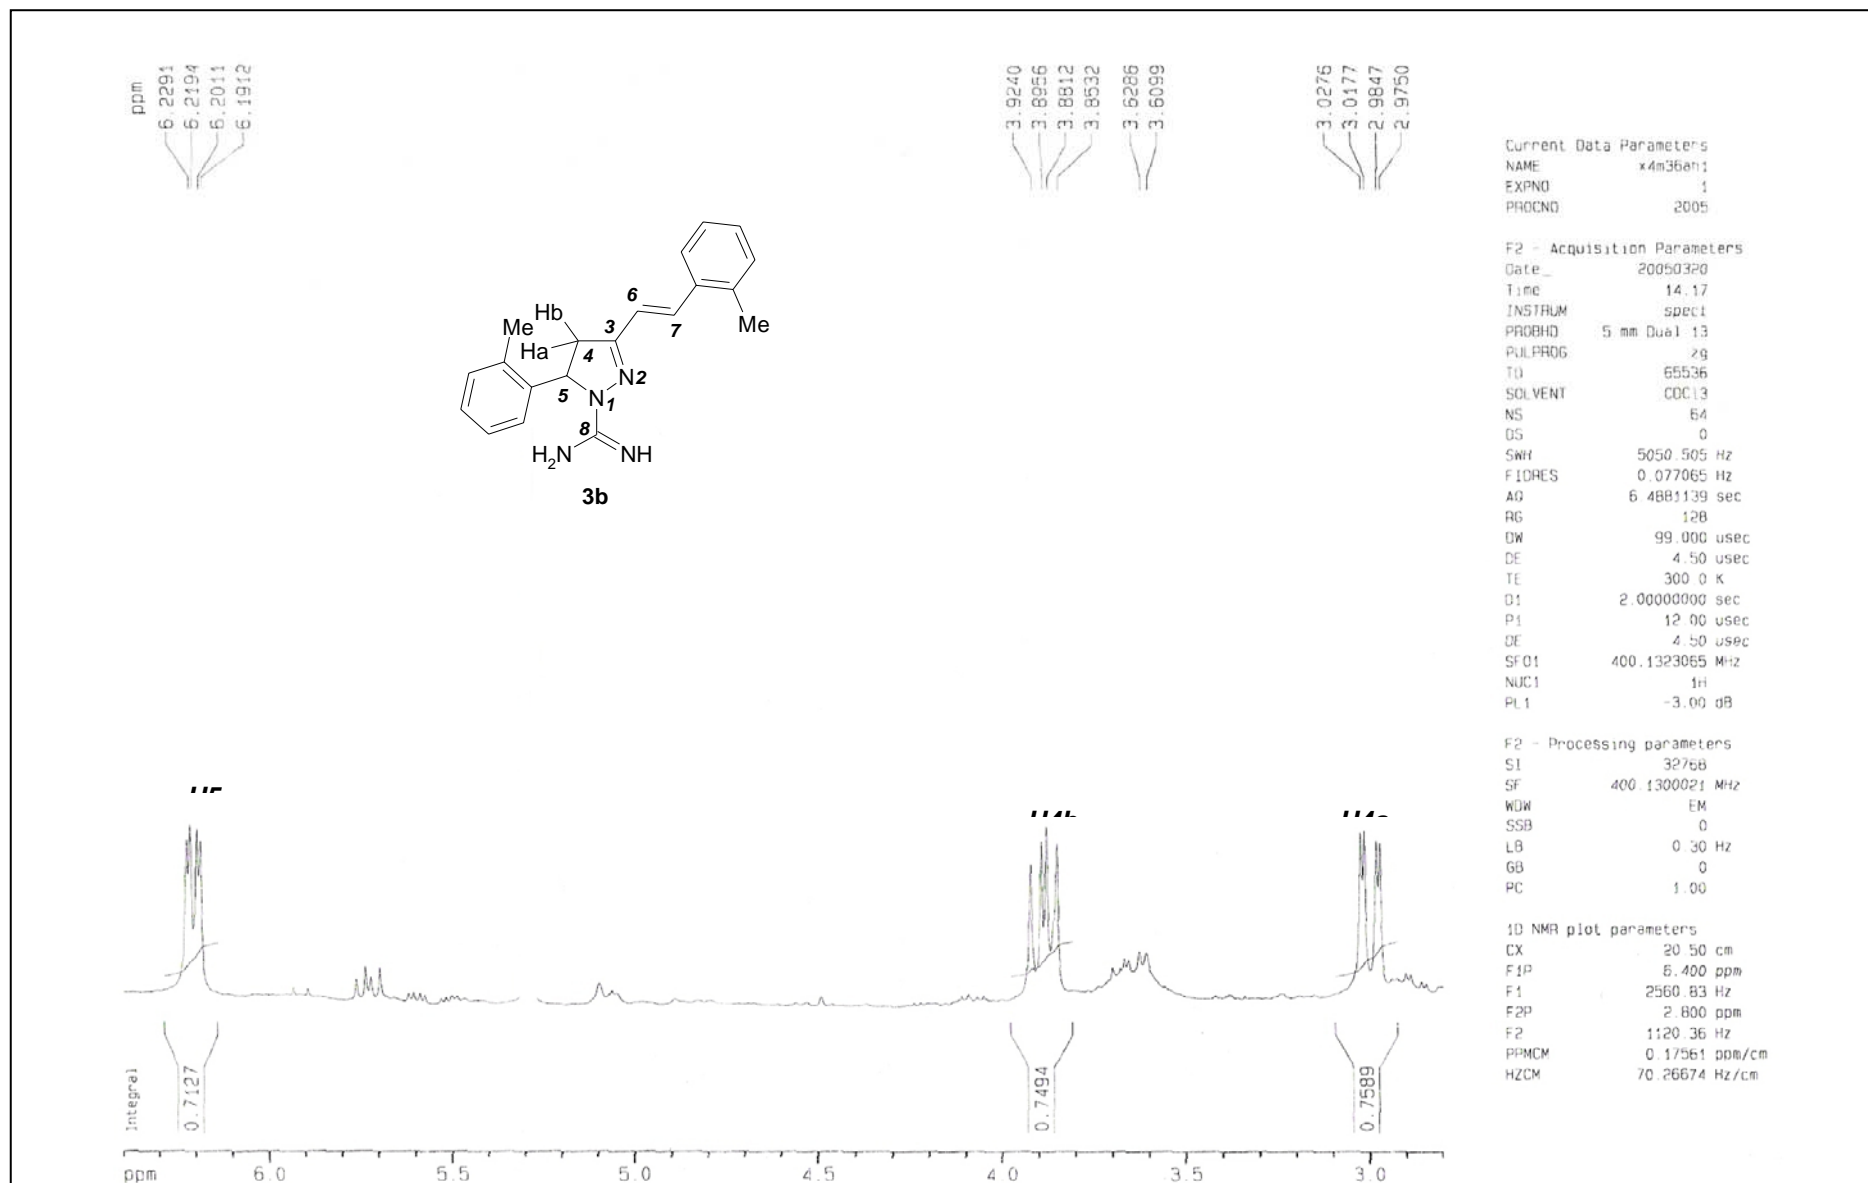 ppm
6.2291
6.2194
6.2011
6.1912
3.9240
3.8956
3.8812
3.8532
3.6286
3.6099
3.0276
3.0177
2.9847
2.9750
Me
Hb
Ha
3
4
5
6
7
Me
N2
N1
8
H2N
NH
3b
Current Data Parameters
NAME x4m36ah1
EXPNO 1
PROCNO 2005
F2 - Acquisition Parameters
Date_ 20050320
Time 14.17
INSTRUM spect
PROBHD 5 mm Dual 13
PULPROG zg
TD 65536
SOLVENT CDCl3
NS 64
DS 0
SWH 5050.505 Hz
FIDRES 0.077065 Hz
AQ 6.4881139 sec
RG 128
DW 99.000 usec
DE 4.50 usec
TE 300.0 K
D1 2.00000000 sec
P1 12.00 usec
DE 4.50 usec
SFO1 400.1323065 MHz
NUC1 1H
PL1 -3.00 dB
F2 - Processing parameters
SI 32768
SF 400.1300021 MHz
WDW EM
SSB 0
LB 0.30 Hz
GB 0
PC 1.00
1D NMR plot parameters
CX 20.50 cm
F1P 6.400 ppm
F1 2560.83 Hz
F2P 2.800 ppm
F2 1120.36 Hz
PPMCM 0.17561 ppm/cm
HZCM 70.26674 Hz/cm
Integral
0.7127
0.7494
0.7589
ppm 6.0 5.5 5.0 4.5 4.0 3.5 3.0